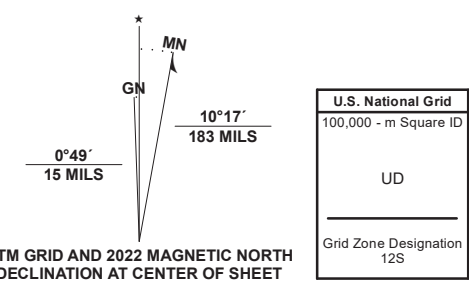 ★
MN
GN
10°17´
183 MILS
0°49´
15 MILS
TM GRID AND 2022 MAGNETIC NORTH
DECLINATION AT CENTER OF SHEET
U.S. National Grid
100,000 - m Square ID
UD
Grid Zone Designation
12S